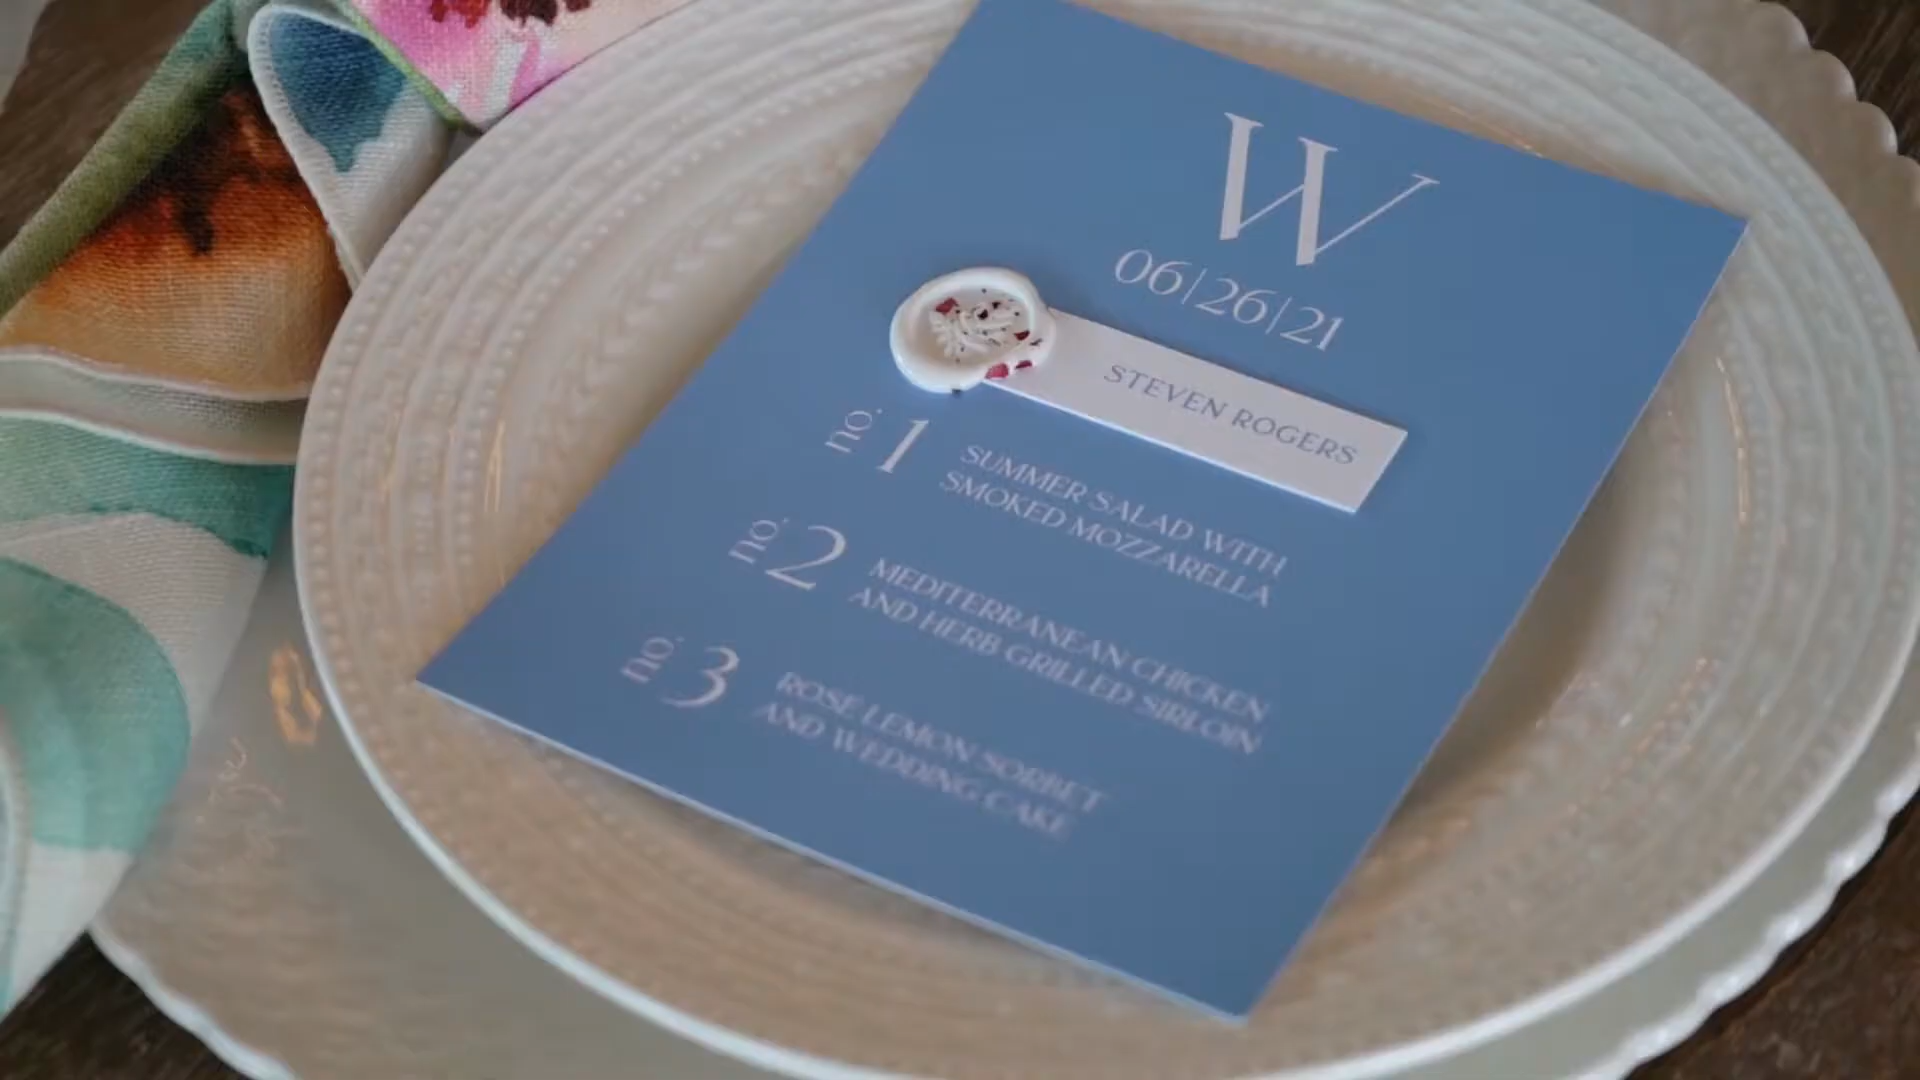 W
06|26|21
STEVEN ROGERS
no. 1 SUMMER SALAD WITH
SMOKED MOZZARELLA
no. 2 MEDITERRANEAN CHICKEN
AND HERB GRILLED SIRLOIN
no. 3 ROSE LEMON SORBET
AND WEDDING CAKE